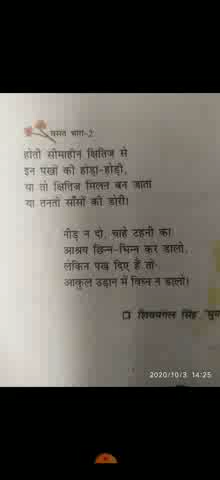 वसंत भाग-2
होती सीमाहीन क्षितिज से
इन पंखों की होड़ा-होड़ी,
या तो क्षितिज मिलन बन जाता
या तनती साँसों की डोरी।
नीड़ न दो, चाहे टहनी का
आश्रय छिन्न-भिन्न कर डालो,
लेकिन पंख दिए हैं तो
आकुल उड़ान में विघ्न न डालो।
❑ शिवमंगल सिंह
2020/10/3 14:25